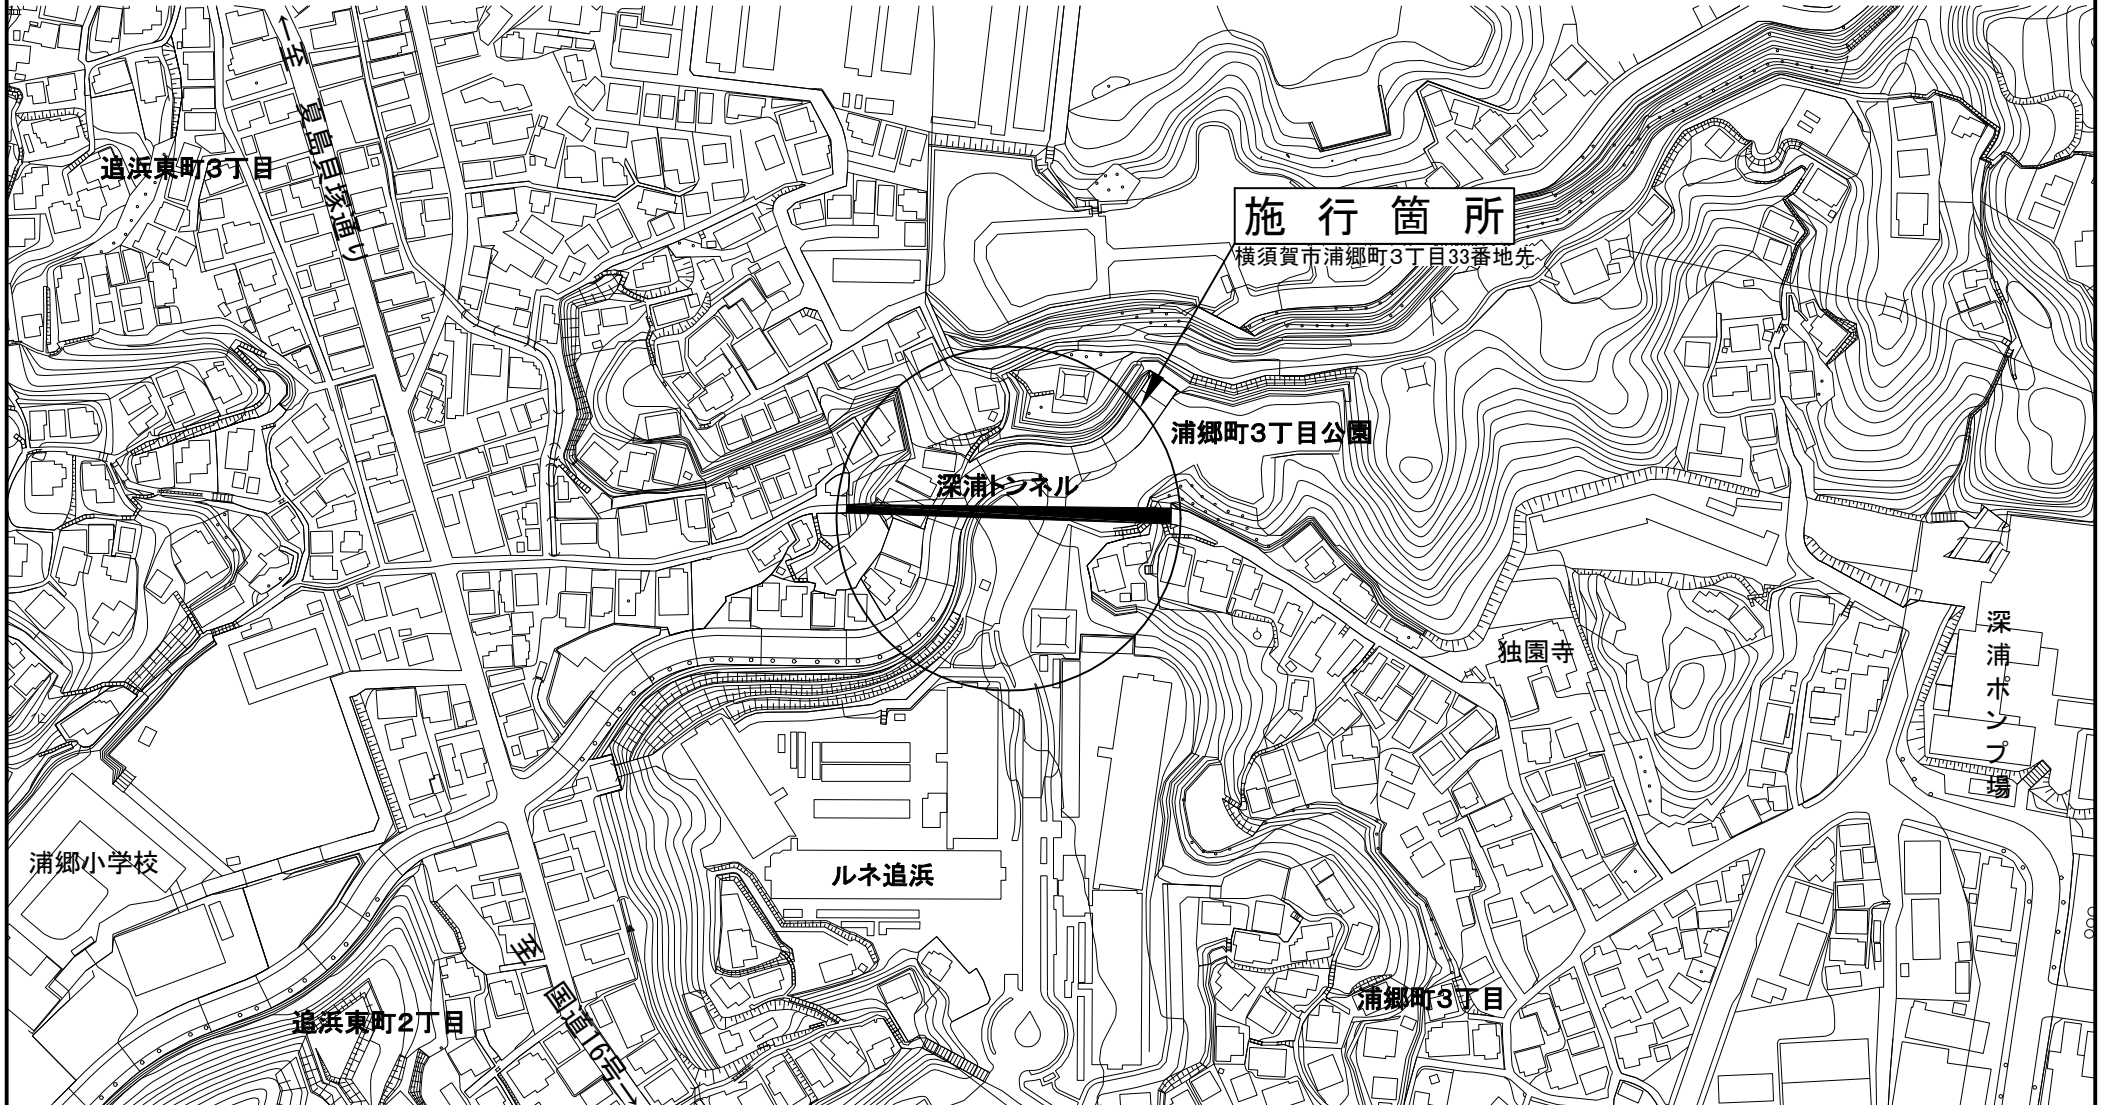 ←至 夏島貝塚通り
追浜東町3丁目
施行箇所
横須賀市浦郷町3丁目33番地先
浦郷町3丁目公園
深浦トンネル
独園寺
深浦ポンプ場
浦郷小学校
ルネ追浜
至 国道16号→
追浜東町2丁目
浦郷町3丁目